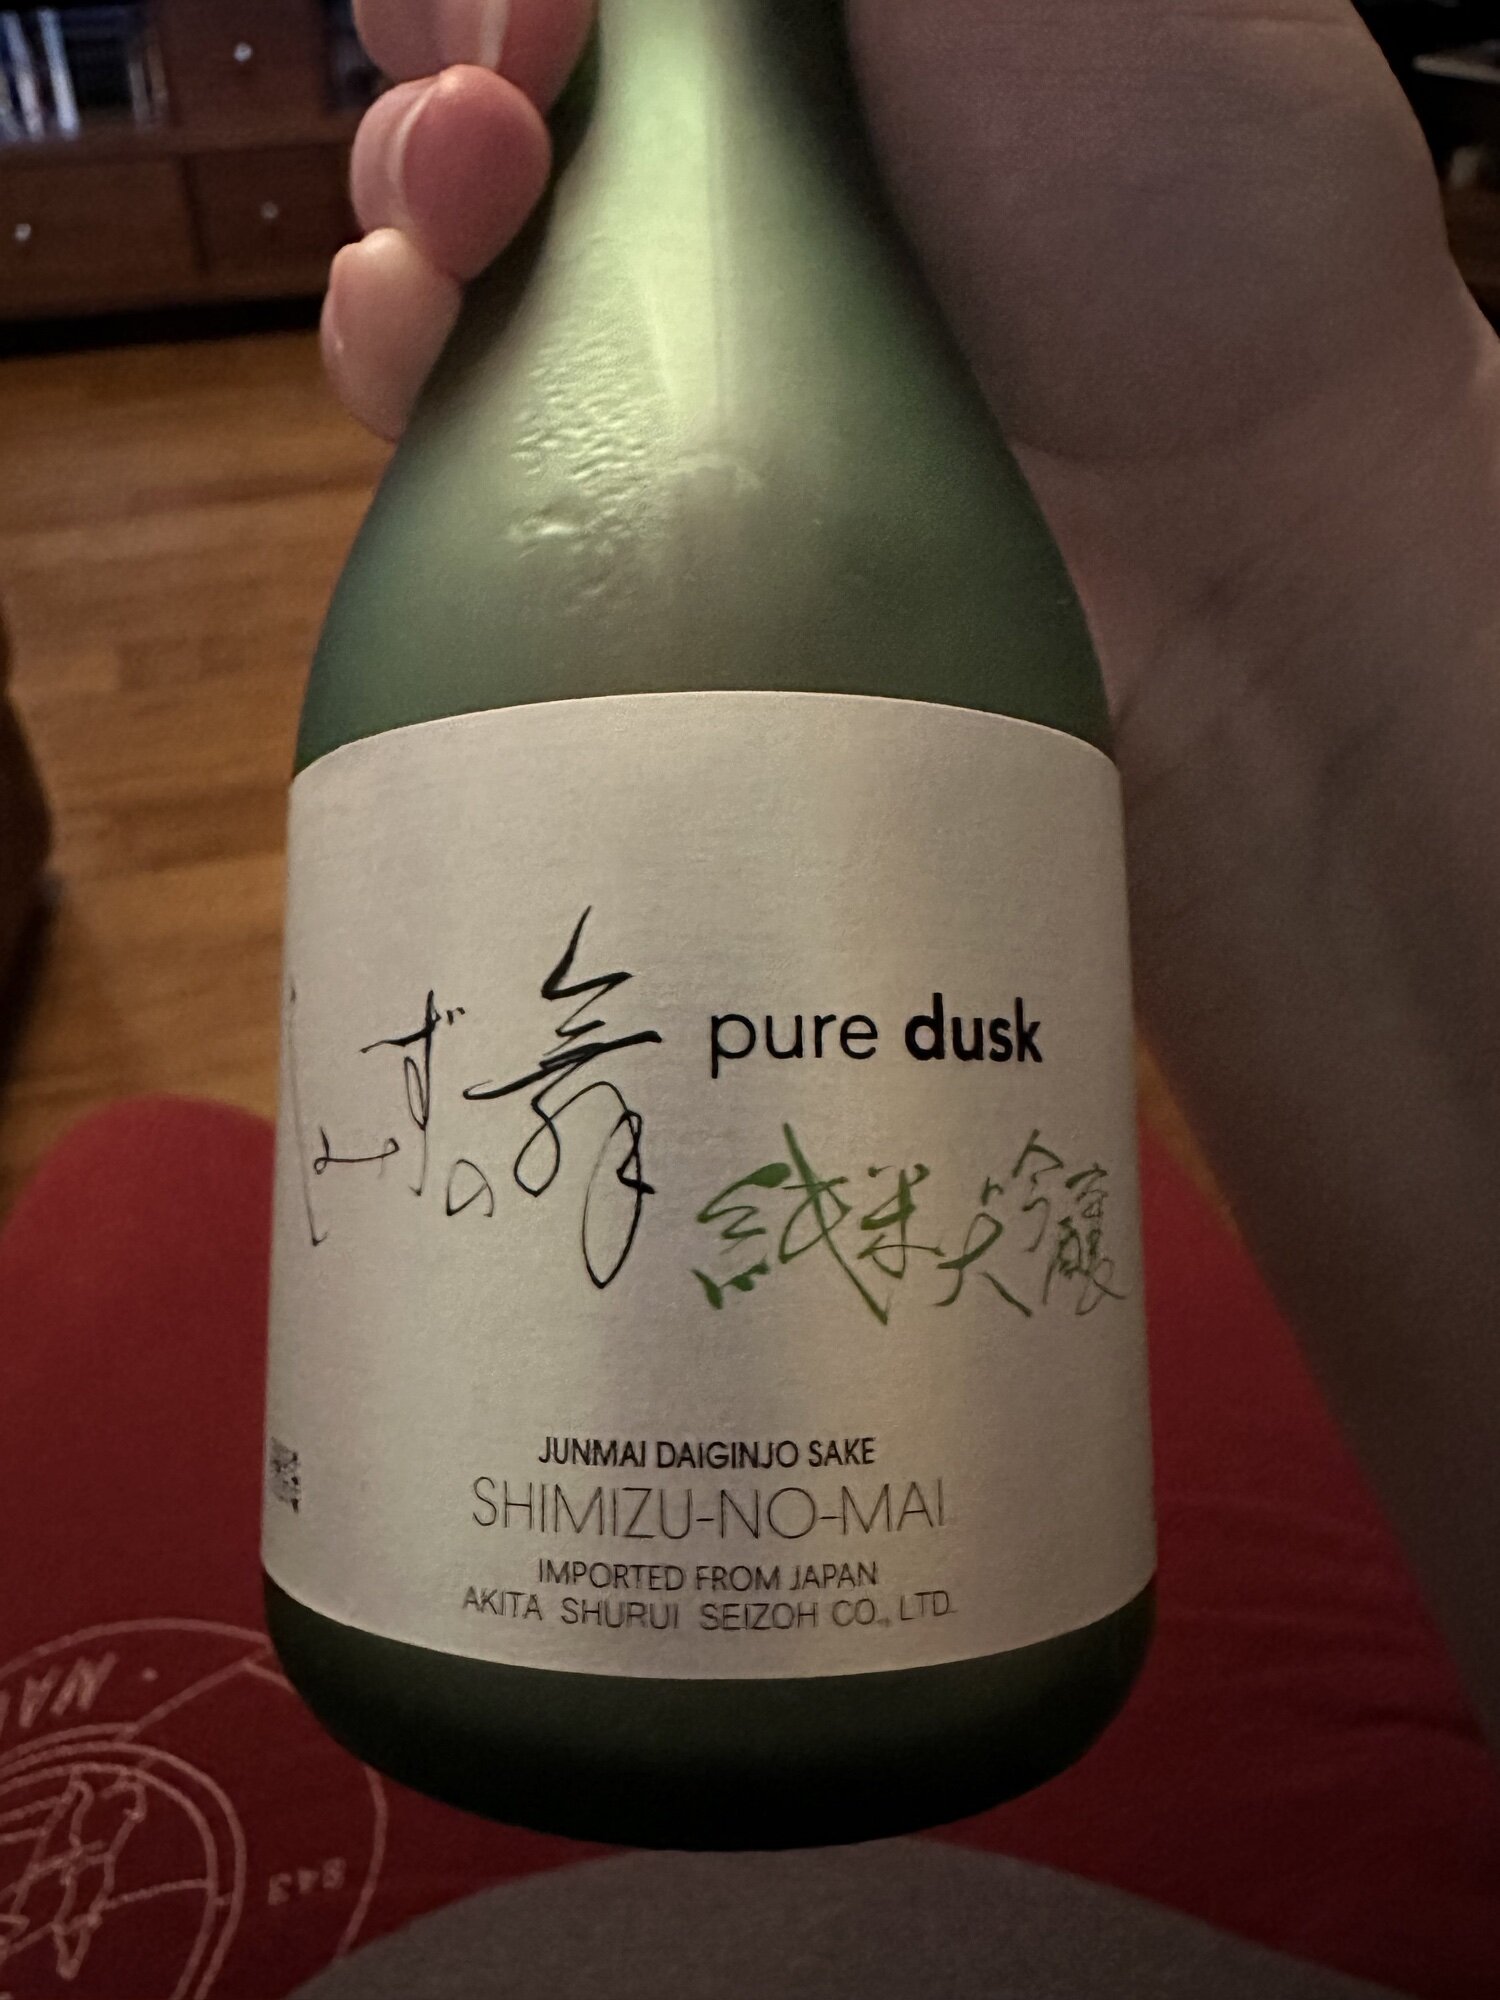 しみずの舞
pure dusk
純米大吟醸
JUNMAI DAIGINJO SAKE
SHIMIZU-NO-MAI
IMPORTED FROM JAPAN
AKITA SHURUI SEIZOH CO., LTD.
843